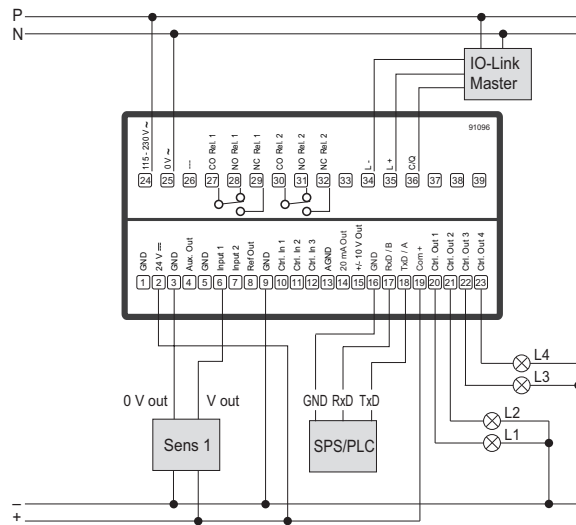 P
N
IO-Link
Master
91096
115 - 230 V ~
0 V ~
---
CO Rel. 1
NO Rel. 1
NC Rel. 1
CO Rel. 2
NO Rel. 2
NC Rel. 2
L -
L +
C/Q
24 25 26 27 28 29 30 31 32 33 34 35 36 37 38 39
GND
24 V ⎓
GND
Aux. Out
GND
Input 1
Input 2
Ref Out
GND
Ctrl. In 1
Ctrl. In 2
Ctrl. In 3
AGND
20 mA Out
+/- 10 V Out
GND
RxD / B
TxD / A
Com +
Ctrl. Out 1
Ctrl. Out 2
Ctrl. Out 3
Ctrl. Out 4
1 2 3 4 5 6 7 8 9 10 11 12 13 14 15 16 17 18 19 20 21 22 23
L4
L3
0 V out V out
GND RxD TxD
L2
L1
Sens 1
SPS/PLC
–
+